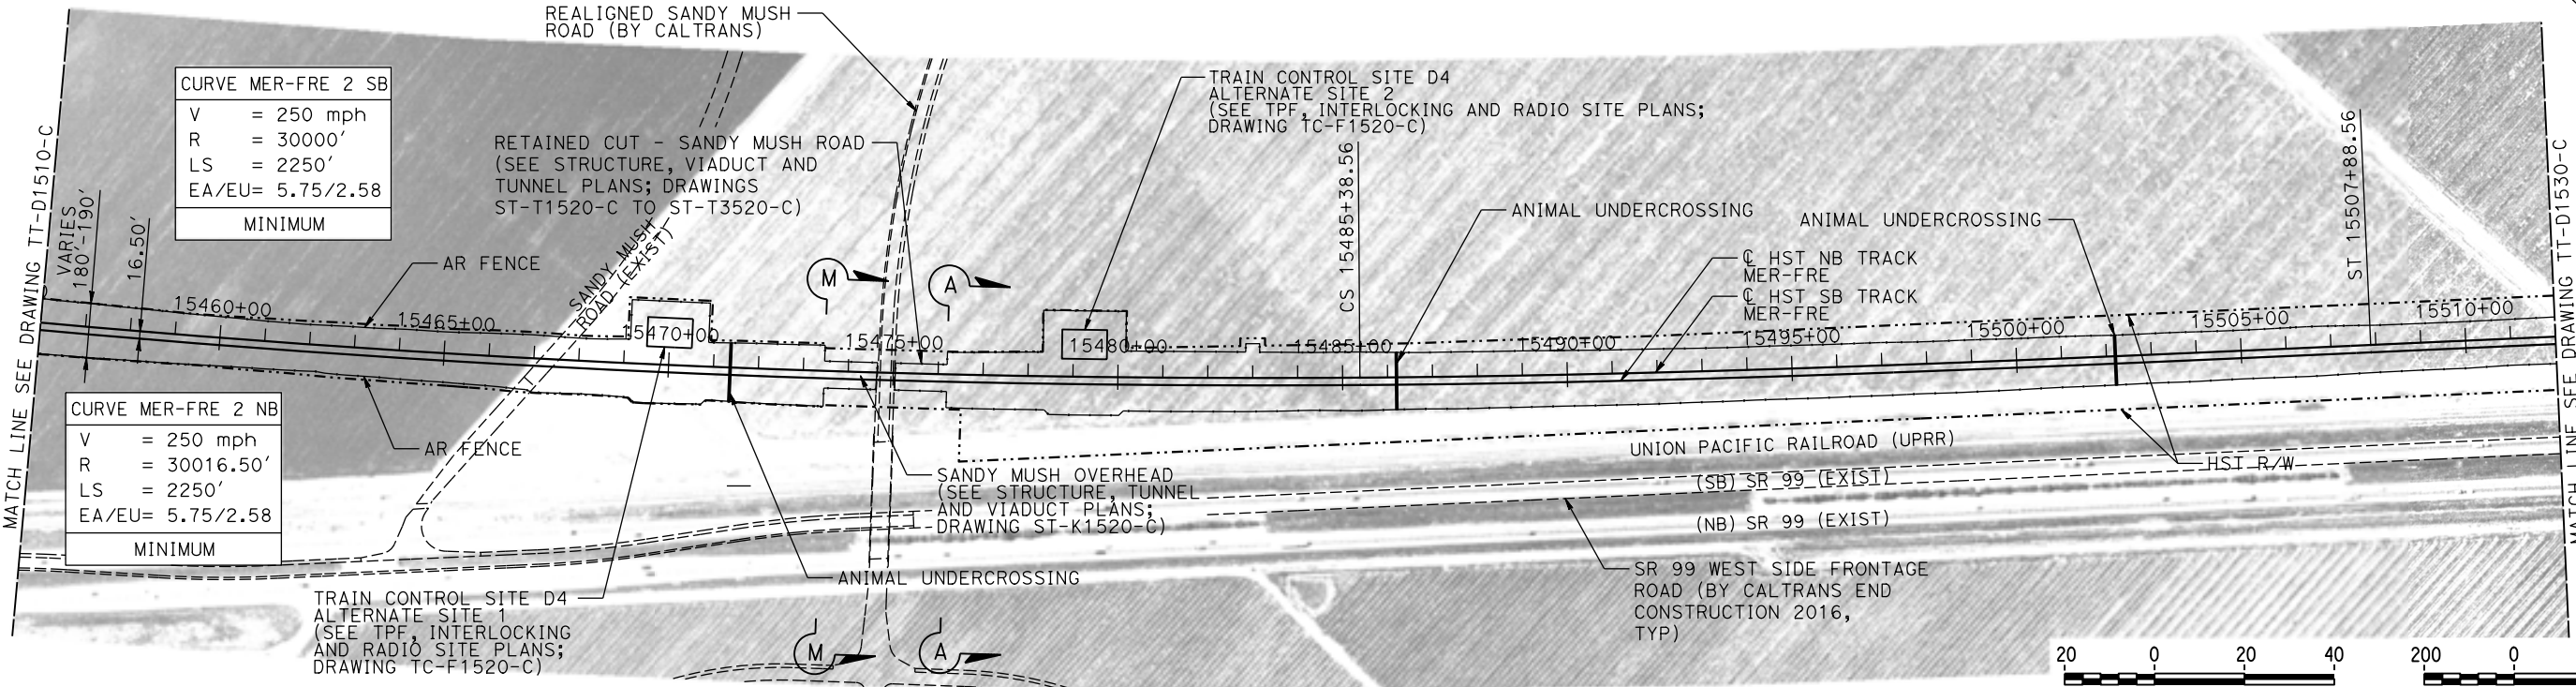 REALIGNED SANDY MUSH
ROAD (BY CALTRANS)
CURVE MER-FRE 2 SB
V = 250 mph
R = 30000'
LS = 2250'
EA/EU= 5.75/2.58
MINIMUM
TRAIN CONTROL SITE D4
ALTERNATE SITE 2
(SEE TPF, INTERLOCKING AND RADIO SITE PLANS;
DRAWING TC-F1520-C)
RETAINED CUT - SANDY MUSH ROAD
(SEE STRUCTURE, VIADUCT AND
TUNNEL PLANS; DRAWINGS
ST-T1520-C TO ST-T3520-C)
MATCH LINE SEE DRAWING TT-D1510-C
VARIES
180'-190'
16.50'
AR FENCE
SANDY MUSH
ROAD (EXIST)
M
A
CS 15485+38.56
ANIMAL UNDERCROSSING
ANIMAL UNDERCROSSING
℄ HST NB TRACK
MER-FRE
℄ HST SB TRACK
MER-FRE
ST 15507+88.56
MATCH LINE SEE DRAWING TT-D1530-C
15460+00
15465+00
15470+00
15475+00
15480+00
15485+00
15490+00
15495+00
15500+00
15505+00
15510+00
CURVE MER-FRE 2 NB
V = 250 mph
R = 30016.50'
LS = 2250'
EA/EU= 5.75/2.58
MINIMUM
AR FENCE
SANDY MUSH OVERHEAD
(SEE STRUCTURE, TUNNEL
AND VIADUCT PLANS;
DRAWING ST-K1520-C)
UNION PACIFIC RAILROAD (UPRR)
HST R/W
(SB) SR 99 (EXIST)
(NB) SR 99 (EXIST)
ANIMAL UNDERCROSSING
SR 99 WEST SIDE FRONTAGE
ROAD (BY CALTRANS END
CONSTRUCTION 2016,
TYP)
TRAIN CONTROL SITE D4
ALTERNATE SITE 1
(SEE TPF, INTERLOCKING
AND RADIO SITE PLANS;
DRAWING TC-F1520-C)
M
A
20 0 20 40
200 0